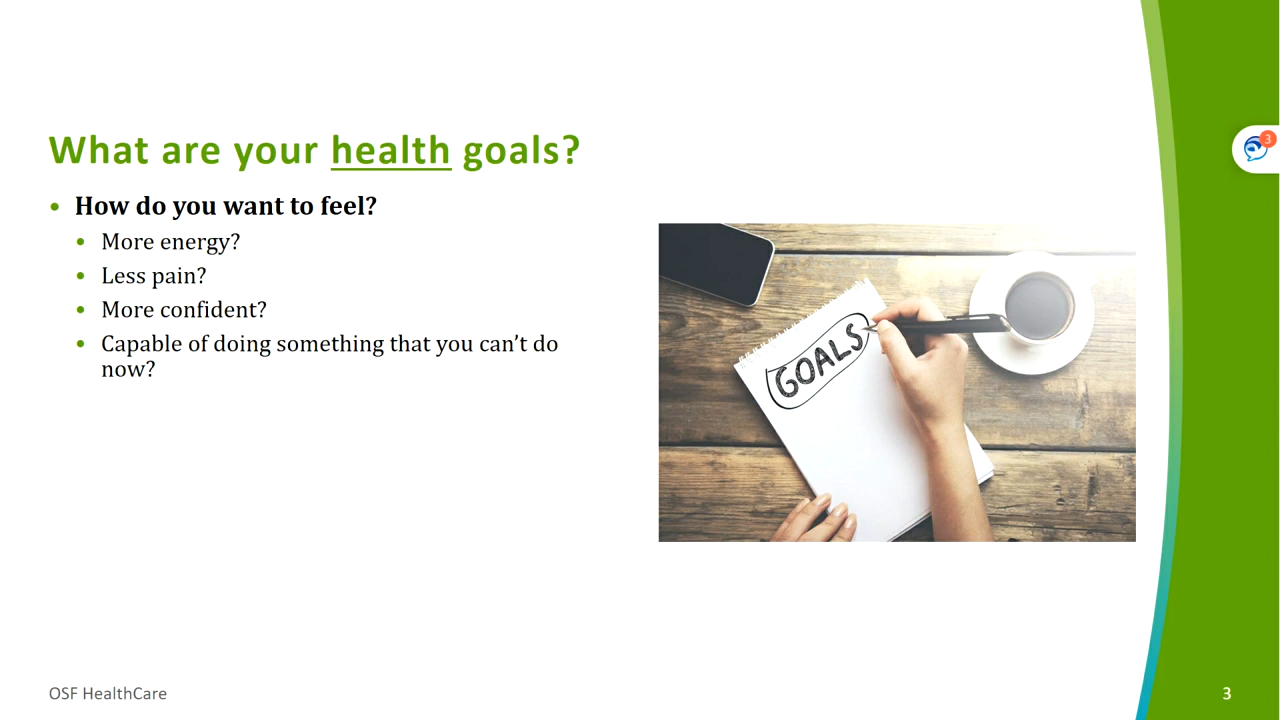 What are your health goals?
How do you want to feel?
More energy?
Less pain?
More confident?
Capable of doing something that you can’t do
now?
GOALS
3
OSF HealthCare
3